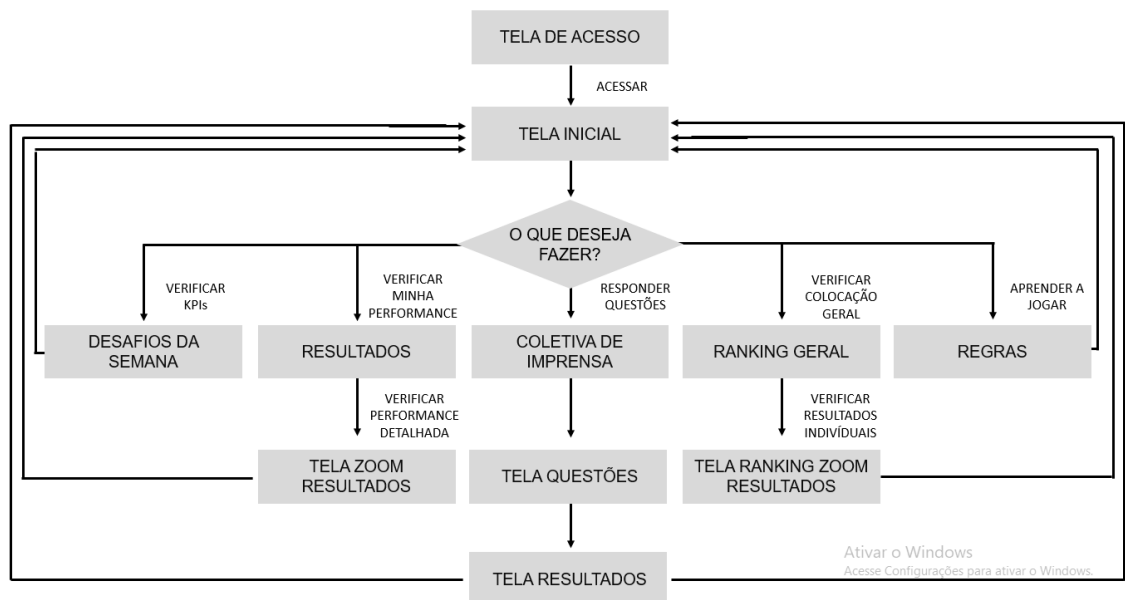 TELA DE ACESSO
ACESSAR
TELA INICIAL
O QUE DESEJA
FAZER?
VERIFICAR
KPIs
VERIFICAR
MINHA
PERFORMANCE
RESPONDER
QUESTÕES
VERIFICAR
COLOCAÇÃO
GERAL
APRENDER A
JOGAR
DESAFIOS DA
SEMANA
RESULTADOS
COLETIVA DE
IMPRENSA
RANKING GERAL
REGRAS
VERIFICAR
PERFORMANCE
DETALHADA
VERIFICAR
RESULTADOS
INDIVÍDUAIS
TELA ZOOM
RESULTADOS
TELA QUESTÕES
TELA RANKING ZOOM
RESULTADOS
TELA RESULTADOS
Ativar o Windows
Acesse Configurações para ativar o Windows.